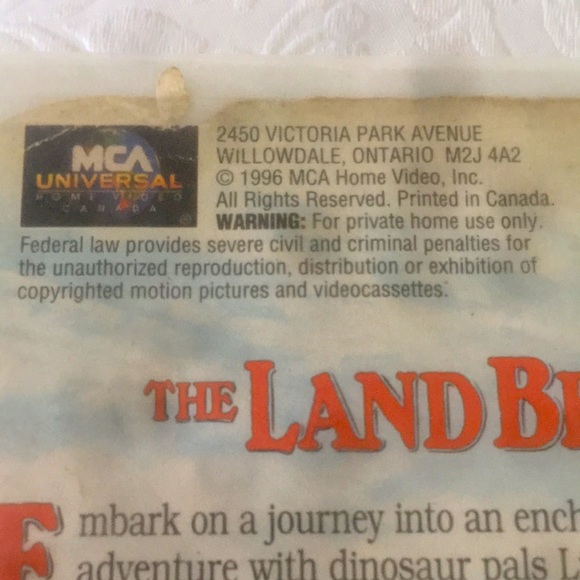 MCA
UNIVERSAL
HOME VIDEO
CANADA
®
2450 VICTORIA PARK AVENUE
WILLOWDALE, ONTARIO M2J 4A2
© 1996 MCA Home Video, Inc.
All Rights Reserved. Printed in Canada.
WARNING: For private home use only.
Federal law provides severe civil and criminal penalties for
the unauthorized reproduction, distribution or exhibition of
copyrighted motion pictures and videocassettes.
THE LAND BE
Embark on a journey into an ench
adventure with dinosaur pals L